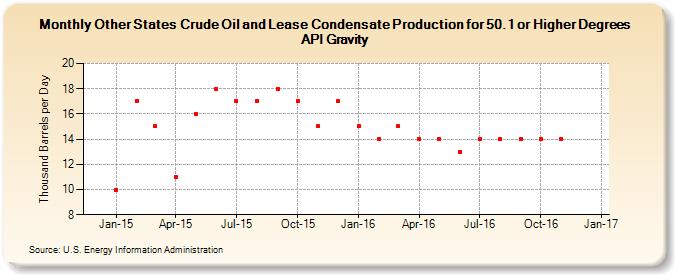 Monthly Other States Crude Oil and Lease Condensate Production for 50.1 or Higher Degrees
API Gravity
Thousand Barrels per Day
20
18
16
14
12
10
8
Jan-15 Apr-15 Jul-15 Oct-15 Jan-16 Apr-16 Jul-16 Oct-16 Jan-17
Source: U.S. Energy Information Administration